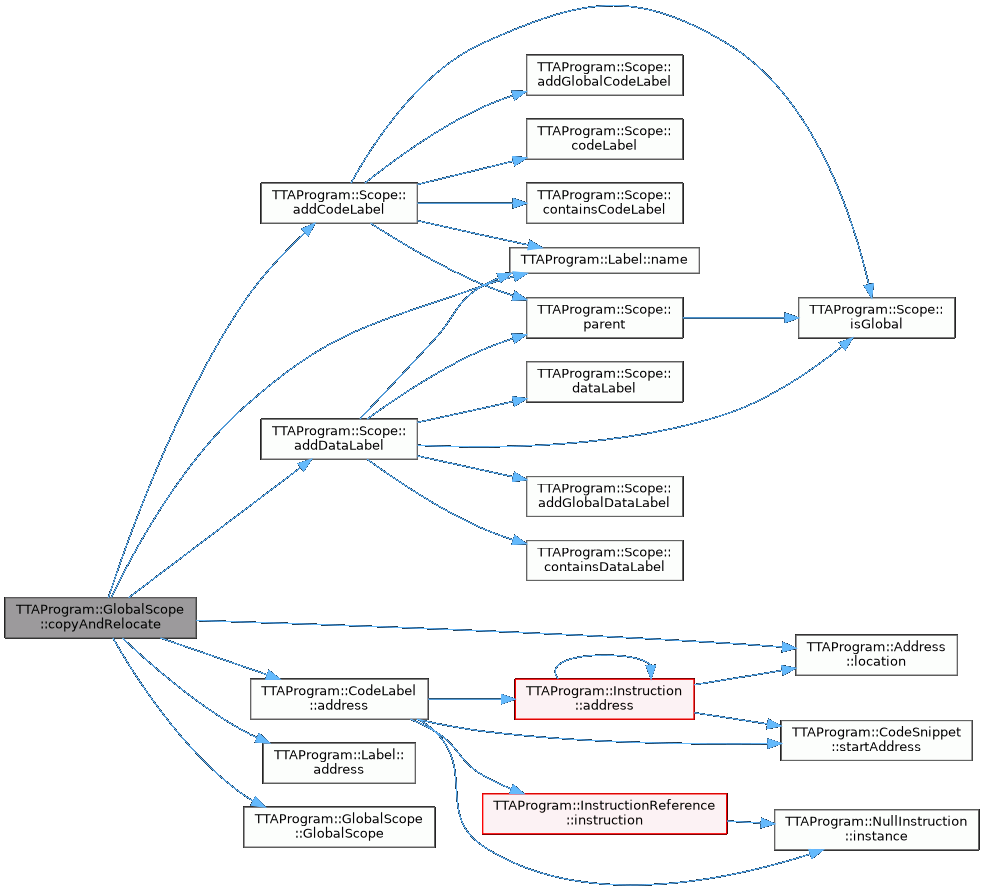 TTAProgram::Scope::
addGlobalCodeLabel
TTAProgram::Scope::
codeLabel
TTAProgram::Scope::
addCodeLabel
TTAProgram::Scope::
containsCodeLabel
TTAProgram::Label::name
TTAProgram::Scope::
parent
TTAProgram::Scope::
isGlobal
TTAProgram::Scope::
dataLabel
TTAProgram::Scope::
addDataLabel
TTAProgram::Scope::
addGlobalDataLabel
TTAProgram::Scope::
containsDataLabel
TTAProgram::GlobalScope
::copyAndRelocate
TTAProgram::Address
::location
TTAProgram::CodeLabel
::address
TTAProgram::Instruction
::address
TTAProgram::CodeSnippet
::startAddress
TTAProgram::Label::
address
TTAProgram::InstructionReference
::instruction
TTAProgram::GlobalScope
::GlobalScope
TTAProgram::NullInstruction
::instance